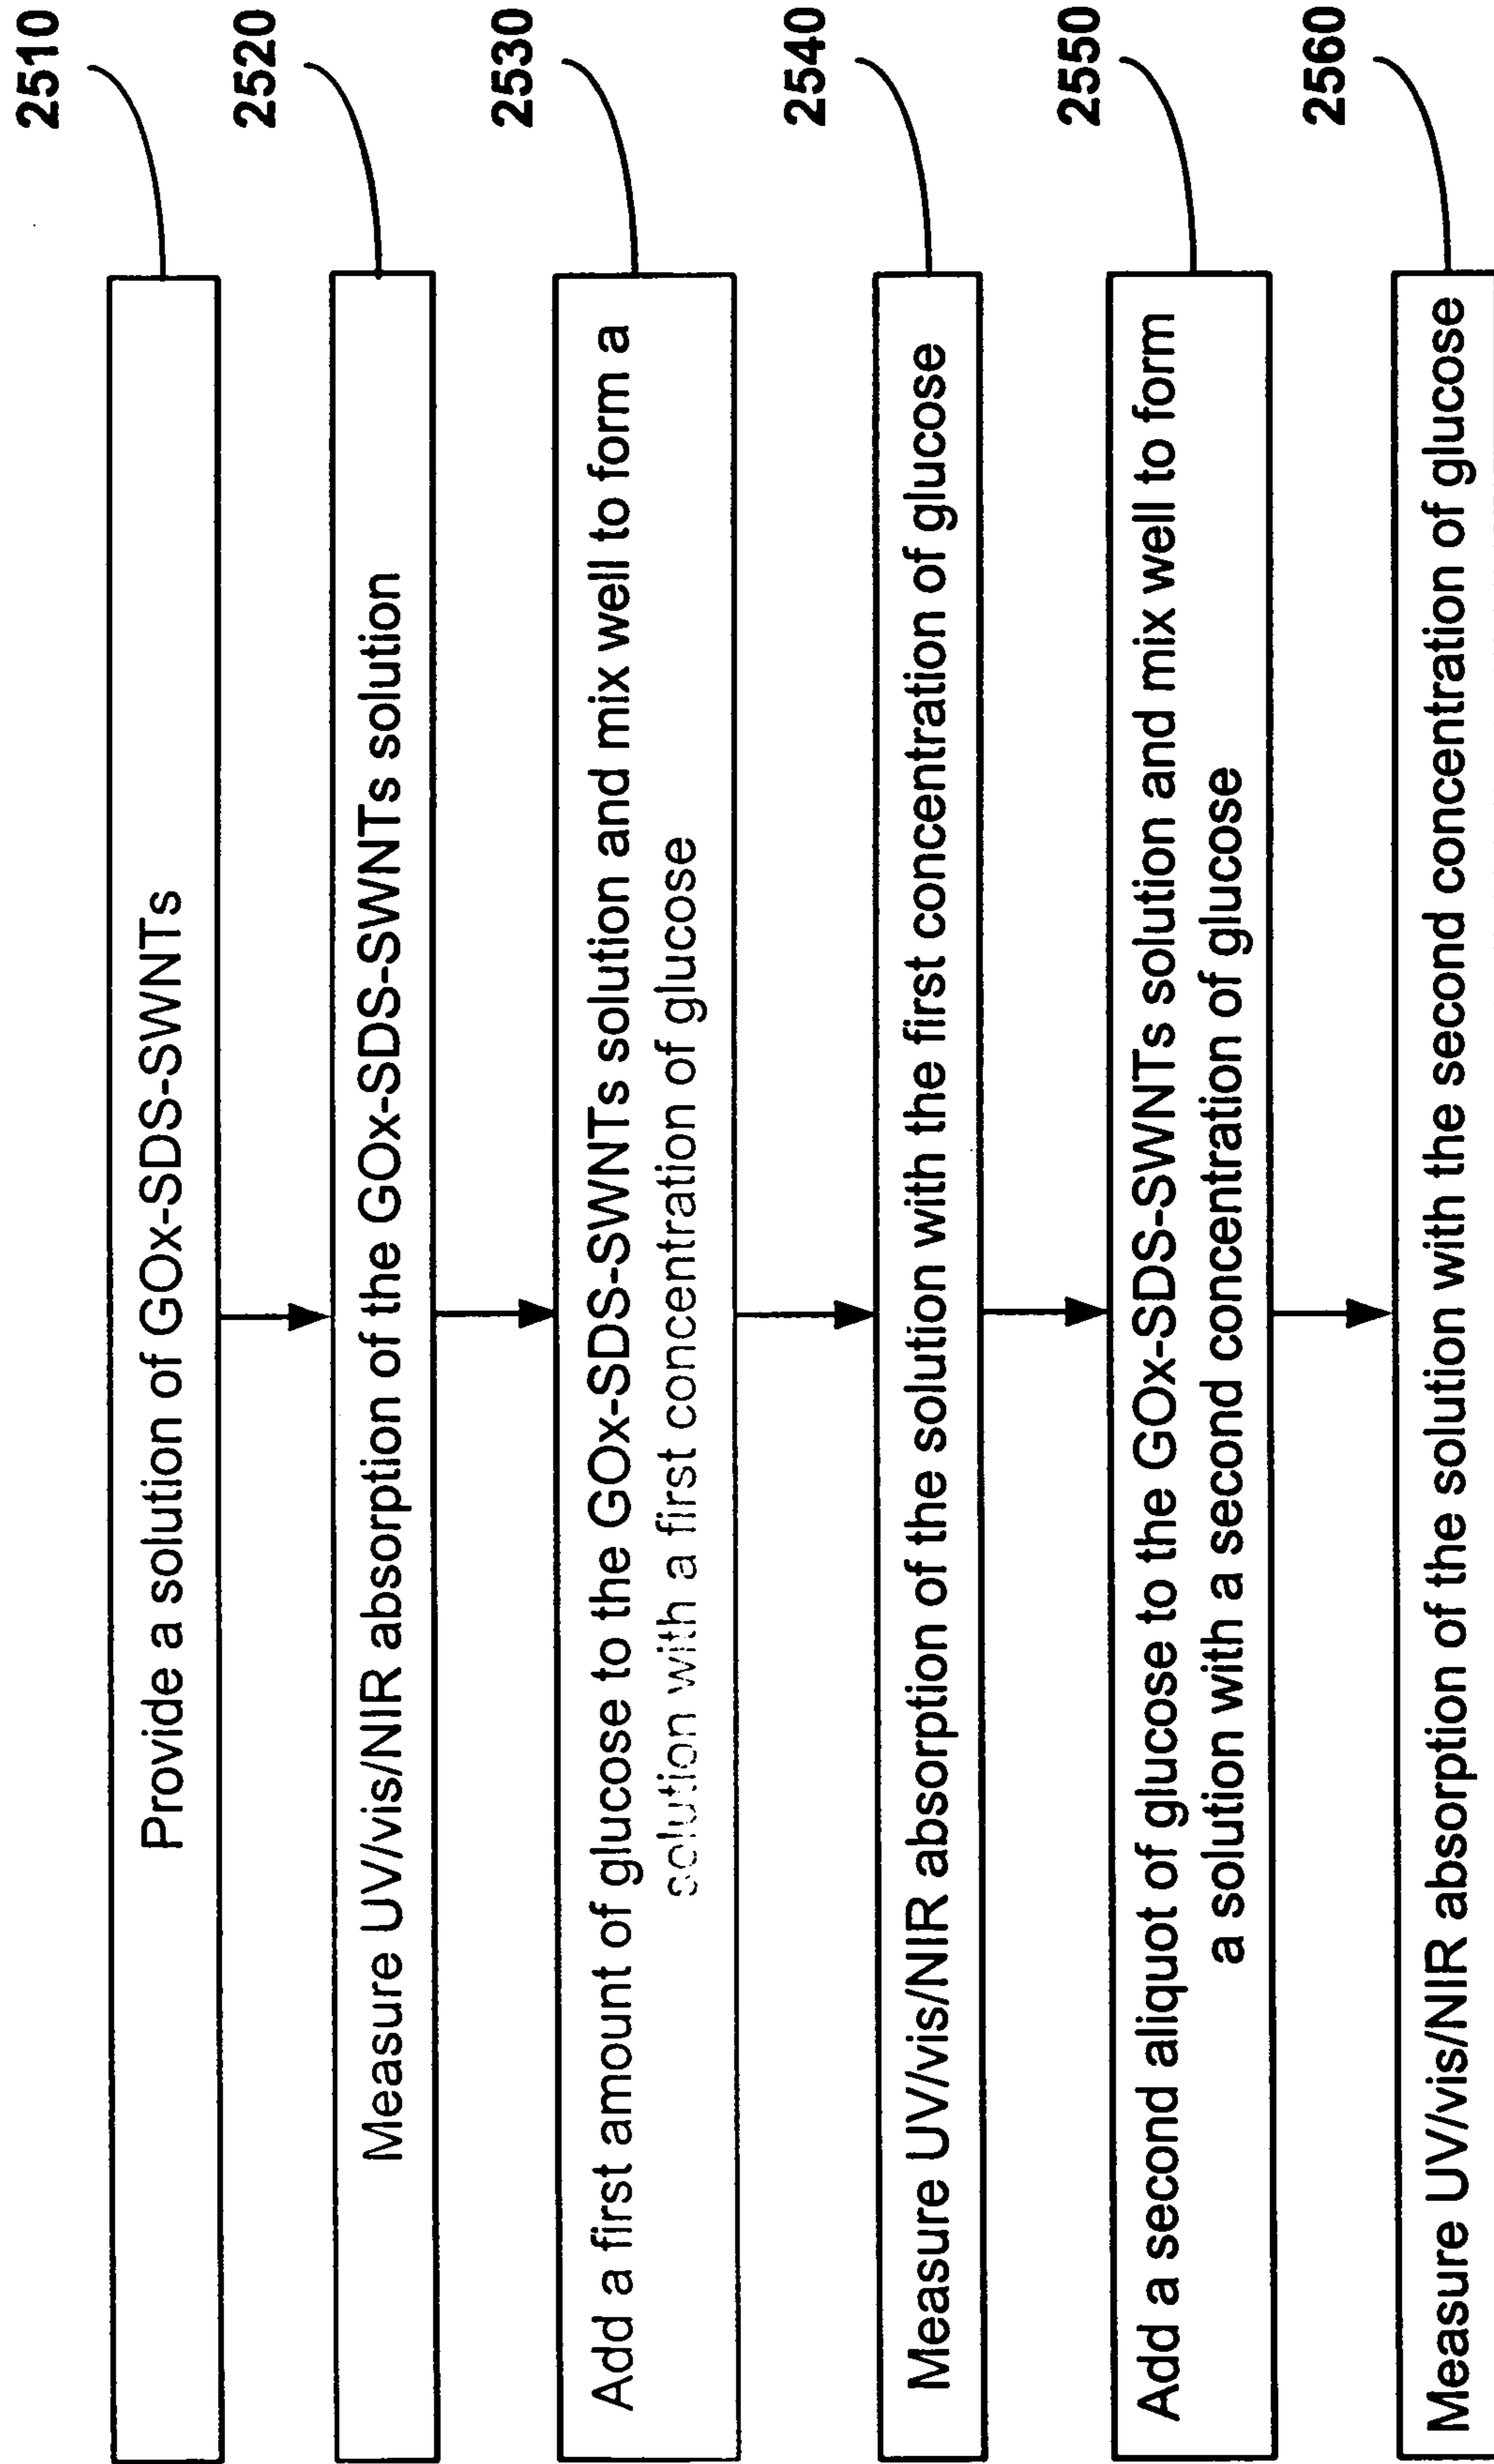 2510
Provide a solution of GOx-SDS-SWNTs
2520
Measure UV/vis/NIR absorption of the GOx-SDS-SWNTs solution
2530
Add a first amount of glucose to the GOx-SDS-SWNTs solution and mix well to form a
solution with a first concentration of glucose
2540
Measure UV/vis/NIR absorption of the solution with the first concentration of glucose
2550
Add a second aliquot of glucose to the GOx-SDS-SWNTs solution and mix well to form
a solution with a second concentration of glucose
2560
Measure UV/vis/NIR absorption of the solution with the second concentration of glucose